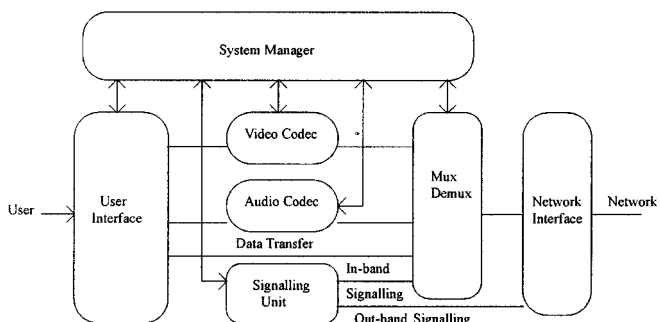 System Manager
Video Codec
Mux
Demux
User
Interface
Audio Codec
Network
Interface
User
Network
Data Transfer
In-band
Signalling
Unit
Signalling
Out-band Signalling